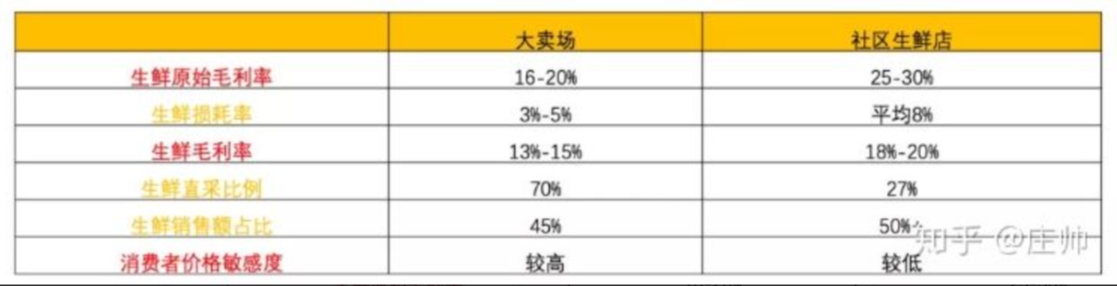 大卖场 社区生鲜店
生鲜原始毛利率 16-20% 25-30%
生鲜损耗率 3%-5% 平均8%
生鲜毛利率 13%-15% 18%-20%
生鲜直采比例 70% 27%
生鲜销售额占比 45% 50%
消费者价格敏感度 较高 较低
知乎 @庄帅